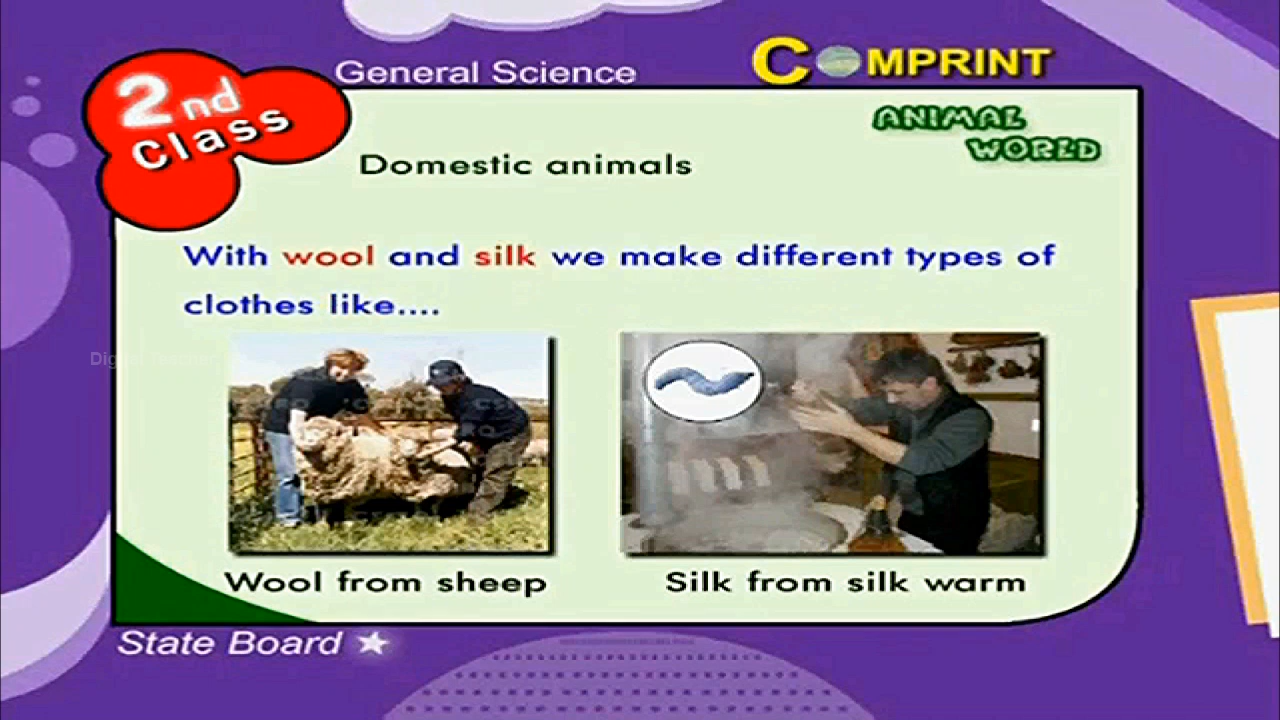 General Science
COMPRINT
2nd
Class
ANIMAL
WORLD
Domestic animals
With wool and silk we make different types of
clothes like....
Wool from sheep
Silk from silk warm
State Board